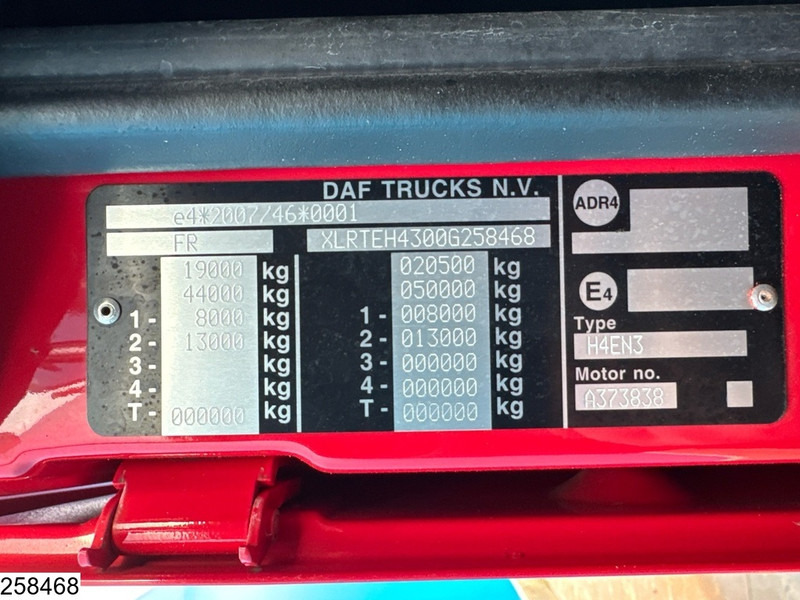 DAF TRUCKS N.V.
e4*2007/46*0001
FR XLRTEH4300G258468
19000 kg 020500 kg
44000 kg 050000 kg
1- 8000 kg 1- 008000 kg
2- 13000 kg 2- 013000 kg
3- kg 3- 000000 kg
4- kg 4- 000000 kg
T- 000000 kg T- 000000 kg
ADR4
E4
Type
H4EN3
Motor no.
A373838
258468